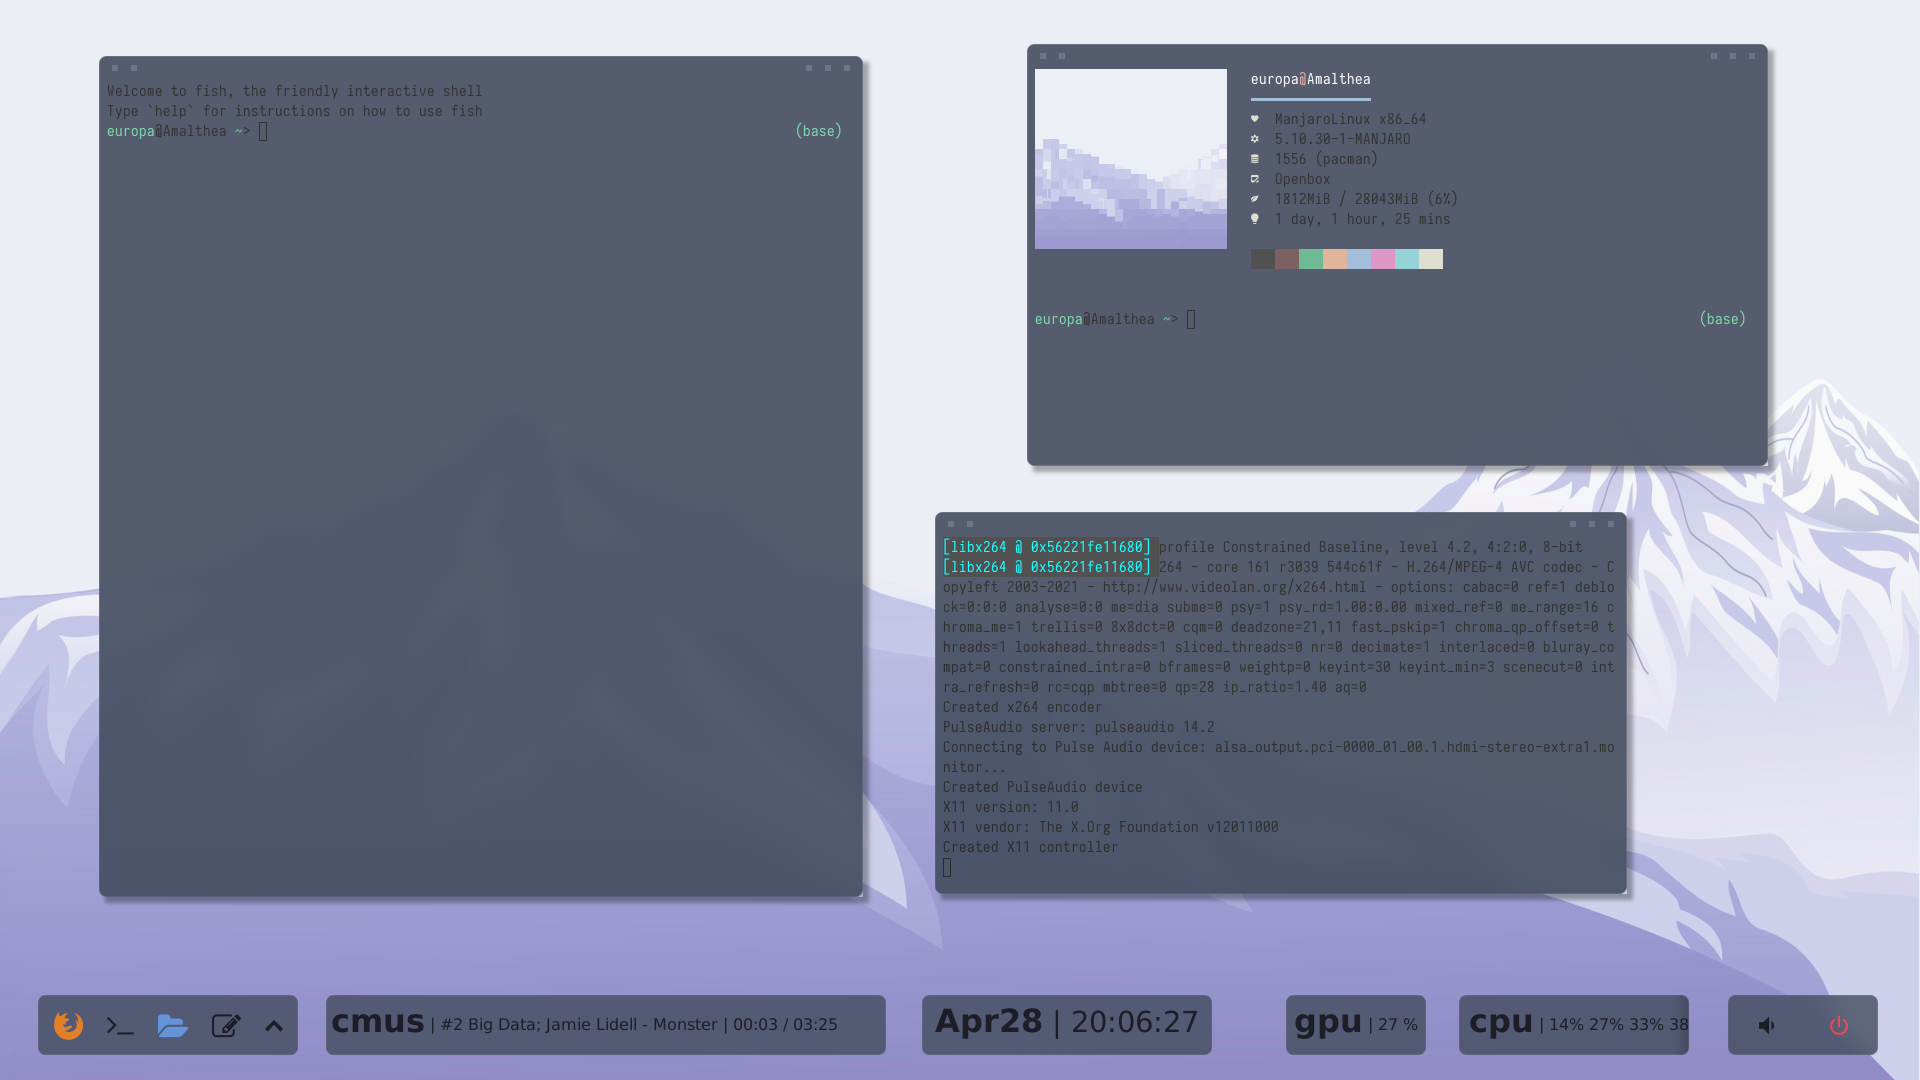 Welcome to fish, the friendly interactive shell
Type `help` for instructions on how to use fish
europa@Amalthea ~> (base)
europa@Amalthea
ManjaroLinux x86_64
5.10.30-1-MANJARO
1556 (pacman)
Openbox
1812MiB / 28043MiB (6%)
1 day, 1 hour, 25 mins
europa@Amalthea ~> (base)
[libx264 @ 0x56221fe11680] profile Constrained Baseline, level 4.2, 4:2:0, 8-bit
[libx264 @ 0x56221fe11680] 264 - core 161 r3039 544c61f - H.264/MPEG-4 AVC codec - C
opyleft 2003-2021 - http://www.videolan.org/x264.html - options: cabac=0 ref=1 deblo
ck=0:0:0 analyse=0:0 me=dia subme=0 psy=1 psy_rd=1.00:0.00 mixed_ref=0 me_range=16 c
hroma_me=1 trellis=0 8x8dct=0 cqm=0 deadzone=21,11 fast_pskip=1 chroma_qp_offset=0 t
hreads=1 lookahead_threads=1 sliced_threads=0 nr=0 decimate=1 interlaced=0 bluray_co
mpat=0 constrained_intra=0 bframes=0 weightp=0 keyint=30 keyint_min=3 scenecut=0 int
ra_refresh=0 rc=cqp mbtree=0 qp=28 ip_ratio=1.40 aq=0
Created x264 encoder
PulseAudio server: pulseaudio 14.2
Connecting to Pulse Audio device: alsa_output.pci-0000_01_00.1.hdmi-stereo-extra1.mo
nitor...
Created PulseAudio device
X11 version: 11.0
X11 vendor: The X.Org Foundation v12011000
Created X11 controller
cmus | #2 Big Data; Jamie Lidell - Monster | 00:03 / 03:25
Apr28 | 20:06:27
gpu | 27 %
cpu | 14% 27% 33% 38